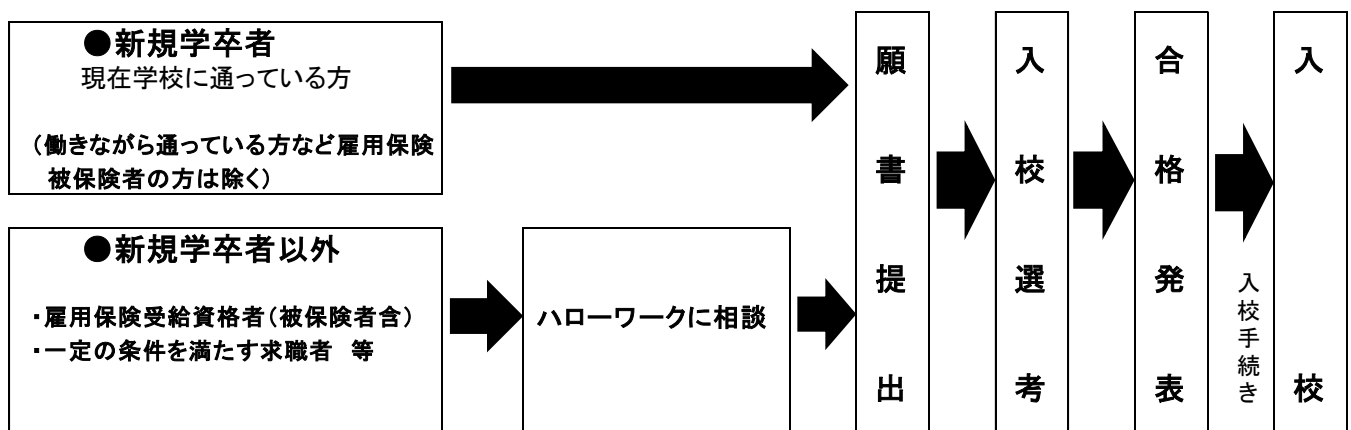 ●新規学卒者
現在学校に通っている方
（働きながら通っている方など雇用保険
被保険者の方は除く）
●新規学卒者以外
・雇用保険受給資格者（被保険者含）
・一定の条件を満たす求職者　等
ハローワークに相談
願書提出
入校選考
合格発表
入校手続き
入校